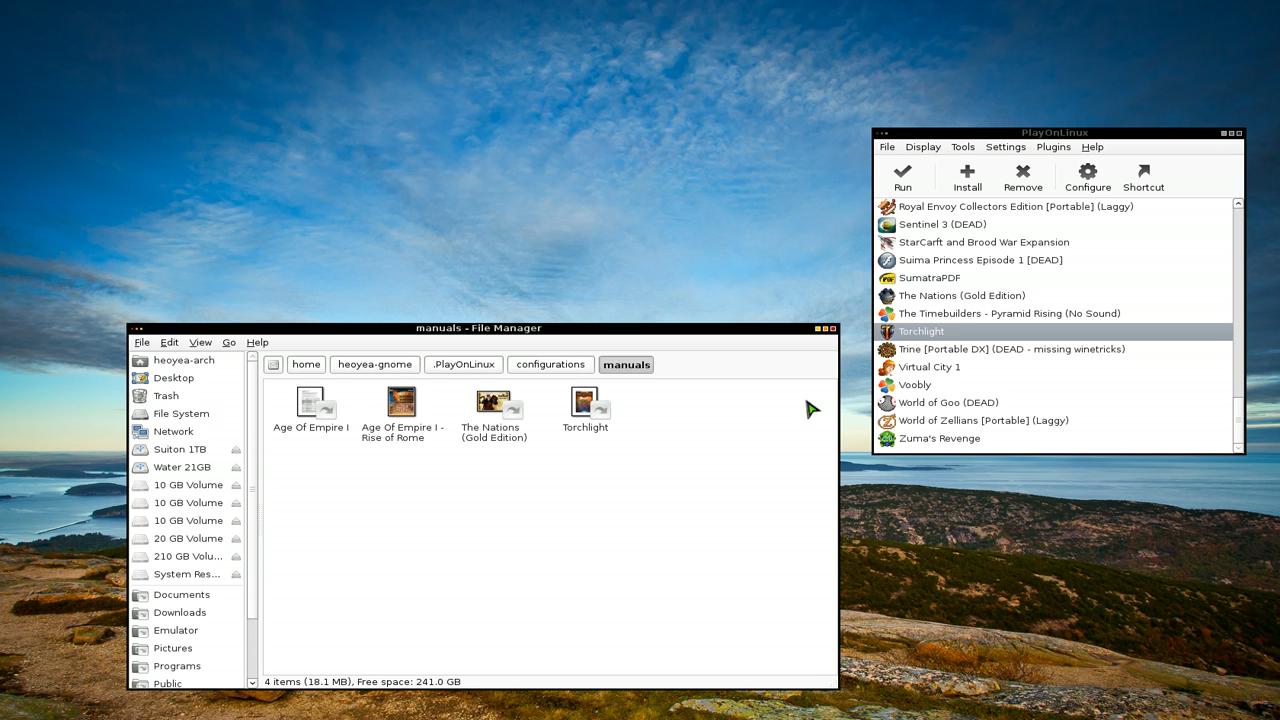 PlayOnLinux
File Display Tools Settings Plugins Help
Run Install Remove Configure Shortcut
Royal Envoy Collectors Edition [Portable] (Laggy)
Sentinel 3 (DEAD)
StarCarft and Brood War Expansion
Suima Princess Episode 1 [DEAD]
SumatraPDF
The Nations (Gold Edition)
The Timebuilders - Pyramid Rising (No Sound)
Torchlight
Trine [Portable DX] (DEAD - missing winetricks)
Virtual City 1
Voobly
World of Goo (DEAD)
World of Zellians [Portable] (Laggy)
Zuma's Revenge
manuals - File Manager
File Edit View Go Help
heoyea-arch
Desktop
Trash
File System
Network
Suiton 1TB
Water 21GB
10 GB Volume
10 GB Volume
10 GB Volume
20 GB Volume
210 GB Volu...
System Res...
Documents
Downloads
Emulator
Pictures
Programs
Public
home heoyea-gnome .PlayOnLinux configurations manuals
Age Of Empire I
Age Of Empire I -
Rise of Rome
The Nations
(Gold Edition)
Torchlight
4 items (18.1 MB), Free space: 241.0 GB